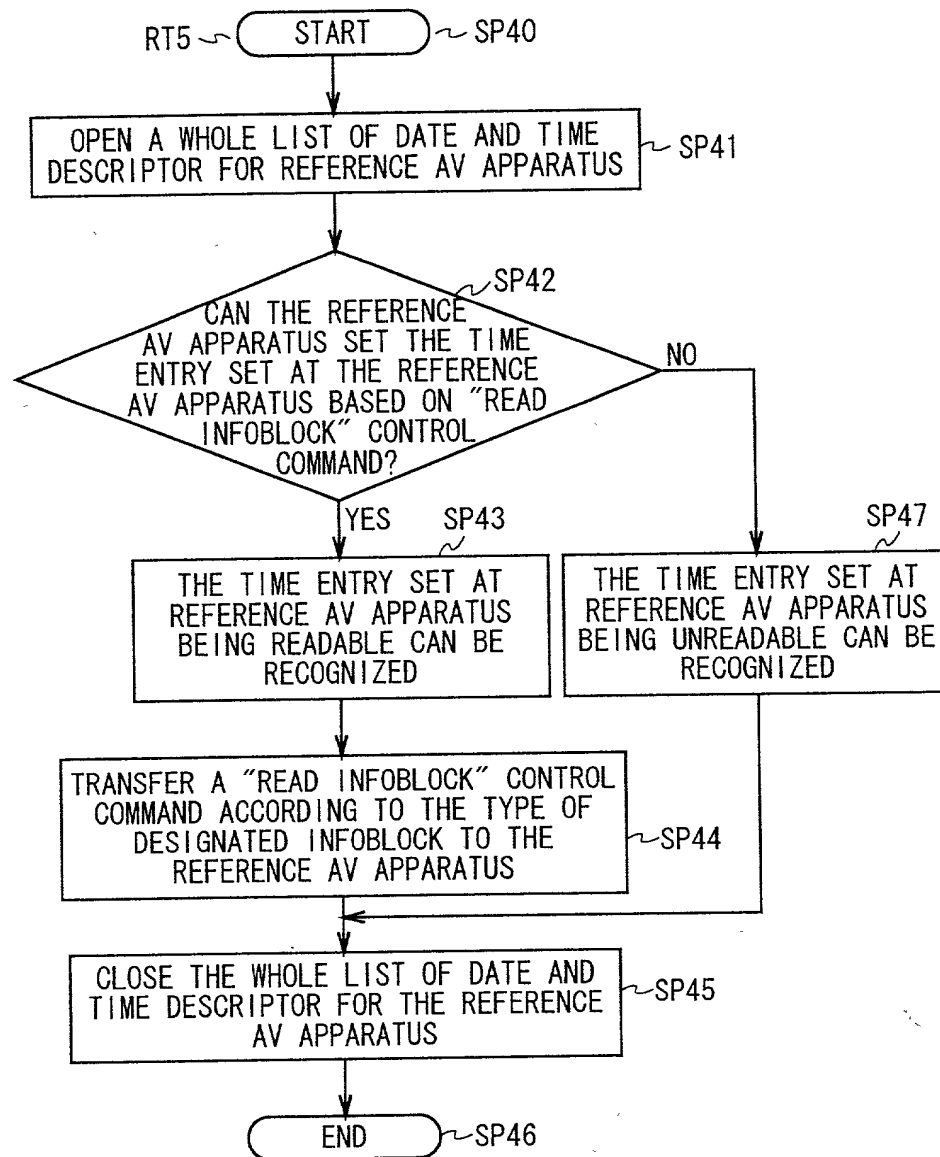 RT5 START SP40
OPEN A WHOLE LIST OF DATE AND TIME
DESCRIPTOR FOR REFERENCE AV APPARATUS
SP41
SP42
CAN THE REFERENCE
AV APPARATUS SET THE TIME
ENTRY SET AT THE REFERENCE
AV APPARATUS BASED ON "READ
INFOBLOCK" CONTROL
COMMAND?
NO
YES
SP43
THE TIME ENTRY SET AT
REFERENCE AV APPARATUS
BEING READABLE CAN BE
RECOGNIZED
SP47
THE TIME ENTRY SET AT
REFERENCE AV APPARATUS
BEING UNREADABLE CAN BE
RECOGNIZED
TRANSFER A "READ INFOBLOCK" CONTROL
COMMAND ACCORDING TO THE TYPE OF
DESIGNATED INFOBLOCK TO THE
REFERENCE AV APPARATUS
SP44
CLOSE THE WHOLE LIST OF DATE AND
TIME DESCRIPTOR FOR THE REFERENCE
AV APPARATUS
SP45
END SP46